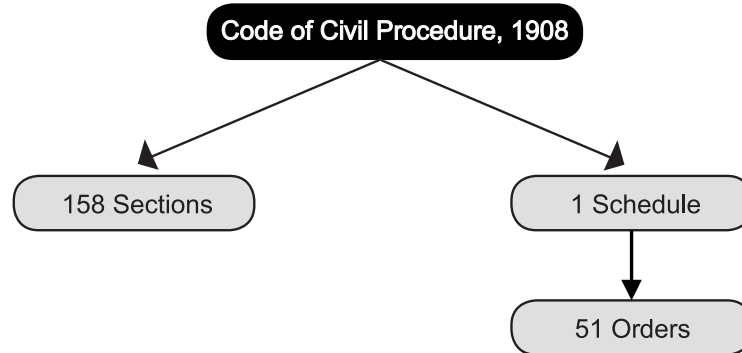 Code of Civil Procedure, 1908
158 Sections
1 Schedule
51 Orders